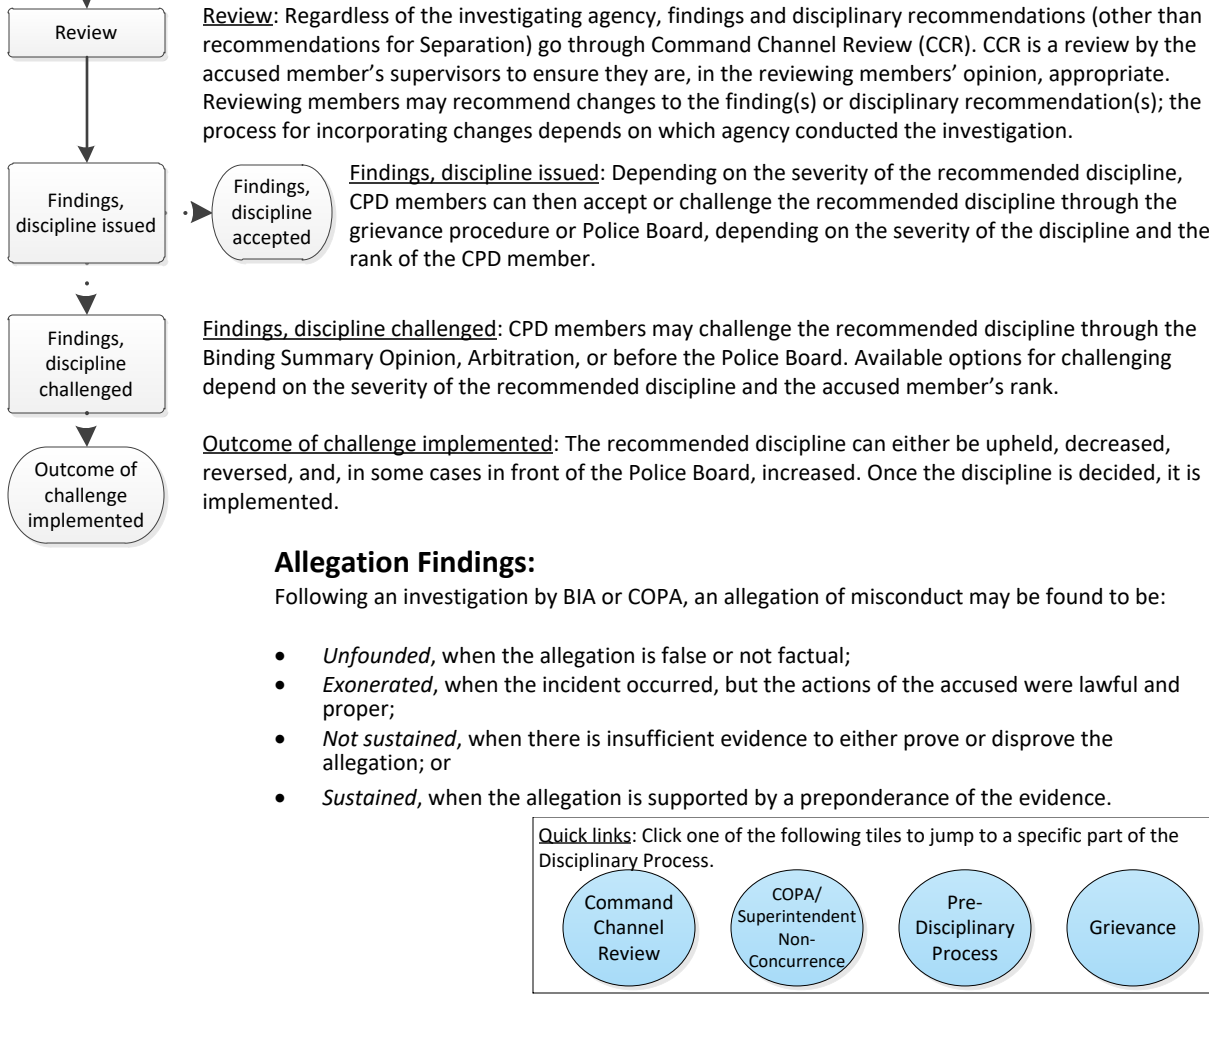 Review
Review: Regardless of the investigating agency, findings and disciplinary recommendations (other than
recommendations for Separation) go through Command Channel Review (CCR). CCR is a review by the
accused member’s supervisors to ensure they are, in the reviewing members’ opinion, appropriate.
Reviewing members may recommend changes to the finding(s) or disciplinary recommendation(s); the
process for incorporating changes depends on which agency conducted the investigation.
Findings,
discipline issued
Findings,
discipline
accepted
Findings, discipline issued: Depending on the severity of the recommended discipline,
CPD members can then accept or challenge the recommended discipline through the
grievance procedure or Police Board, depending on the severity of the discipline and the
rank of the CPD member.
Findings,
discipline
challenged
Findings, discipline challenged: CPD members may challenge the recommended discipline through the
Binding Summary Opinion, Arbitration, or before the Police Board. Available options for challenging
depend on the severity of the recommended discipline and the accused member’s rank.
Outcome of
challenge
implemented
Outcome of challenge implemented: The recommended discipline can either be upheld, decreased,
reversed, and, in some cases in front of the Police Board, increased. Once the discipline is decided, it is
implemented.
Allegation Findings:
Following an investigation by BIA or COPA, an allegation of misconduct may be found to be:
• Unfounded, when the allegation is false or not factual;
• Exonerated, when the incident occurred, but the actions of the accused were lawful and
proper;
• Not sustained, when there is insufficient evidence to either prove or disprove the
allegation; or
• Sustained, when the allegation is supported by a preponderance of the evidence.
Quick links: Click one of the following tiles to jump to a specific part of the
Disciplinary Process.
Command
Channel
Review
COPA/
Superintendent
Non-
Concurrence
Pre-
Disciplinary
Process
Grievance